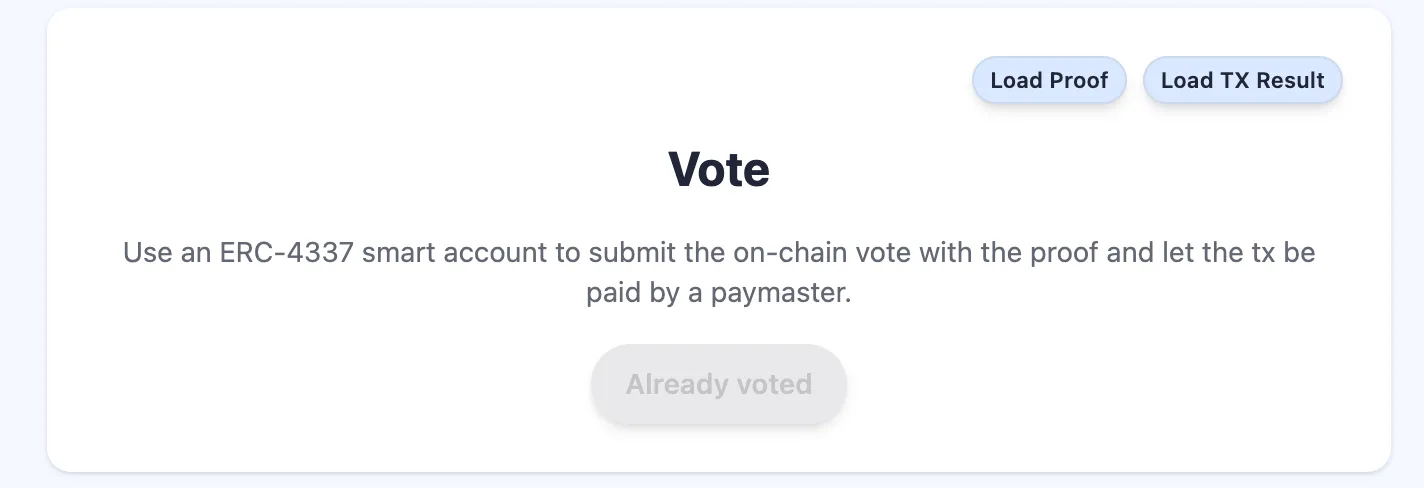 Load Proof
Load TX Result
Vote
Use an ERC-4337 smart account to submit the on-chain vote with the proof and let the tx be
paid by a paymaster.
Already voted